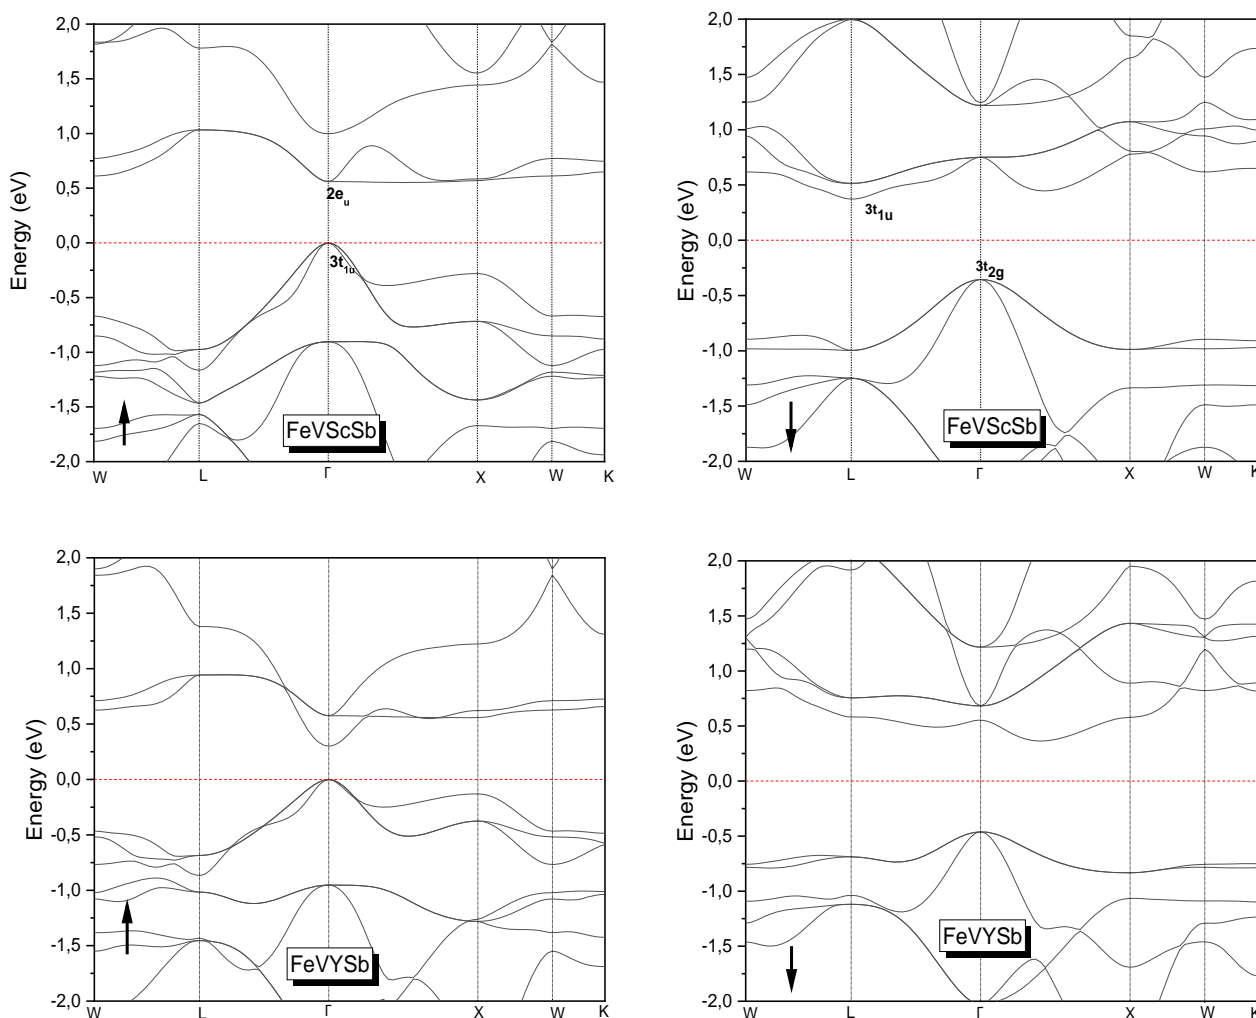 2,0
1,5
1,0
0,5
0,0
-0,5
-1,0
-1,5
-2,0
Energy (eV)
2eu
3t1u
FeVScSb
W L Γ X W K
2,0
1,5
1,0
0,5
0,0
-0,5
-1,0
-1,5
-2,0
Energy (eV)
3t1u
3t2g
FeVScSb
W L Γ X W K
2,0
1,5
1,0
0,5
0,0
-0,5
-1,0
-1,5
-2,0
Energy (eV)
FeVYSb
W L Γ X W K
2,0
1,5
1,0
0,5
0,0
-0,5
-1,0
-1,5
-2,0
Energy (eV)
FeVYSb
W L Γ X W K